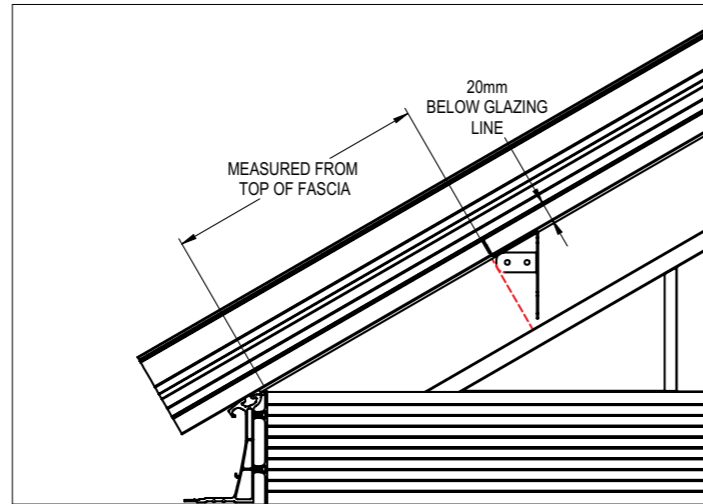 20mm
BELOW GLAZING
LINE
MEASURED FROM
TOP OF FASCIA